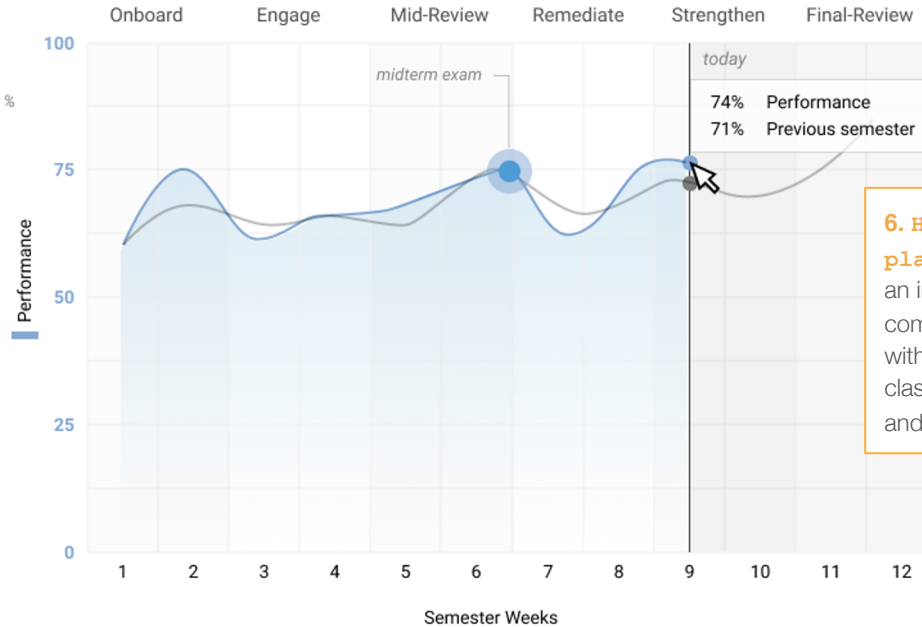 Onboard Engage Mid-Review Remediate Strengthen Final-Review
100
today
midterm exam
%
74% Performance
71% Previous semester
75
6.
Performance
50
an
with
25
and
0
1 2 3 4 5 6 7 8 9 10 11 12
Semester Weeks